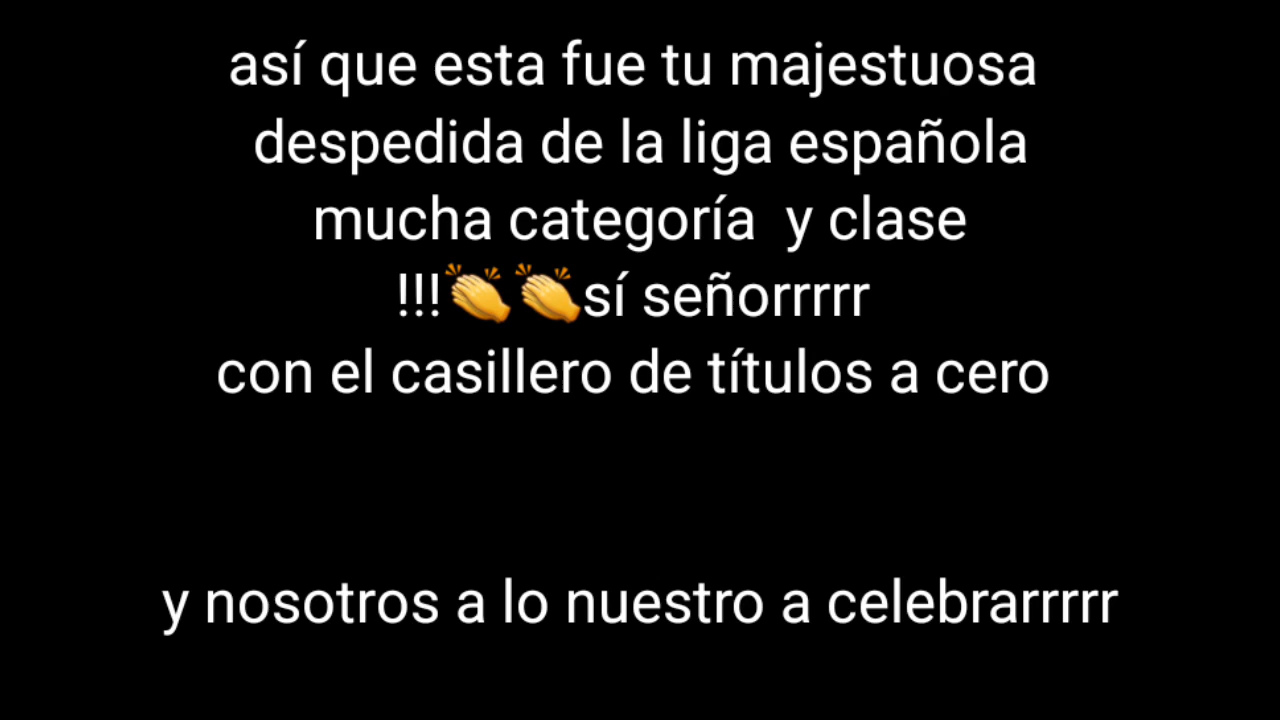 así que esta fue tu majestuosa
despedida de la liga española
mucha categoría  y clase
!!!👏👏sí señorrrrr
con el casillero de títulos a cero
y nosotros a lo nuestro a celebrarrrrr